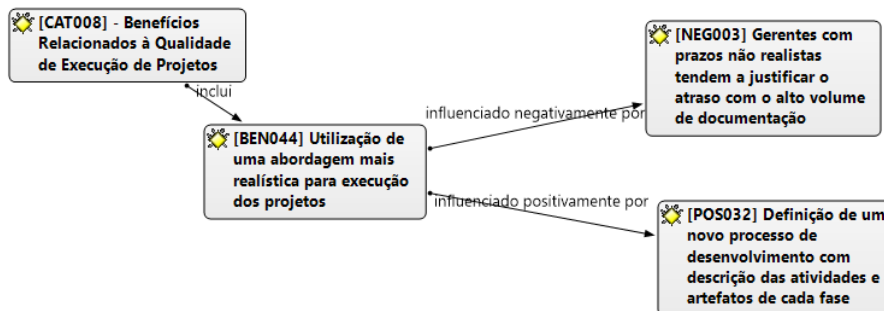 [CAT008] - Benefícios
Relacionados à Qualidade
de Execução de Projetos
inclui
[BEN044] Utilização de
uma abordagem mais
realística para execução
dos projetos
influenciado negativamente por
[NEG003] Gerentes com
prazos não realistas
tendem a justificar o
atraso com o alto volume
de documentação
influenciado positivamente por
[POS032] Definição de um
novo processo de
desenvolvimento com
descrição das atividades e
artefatos de cada fase